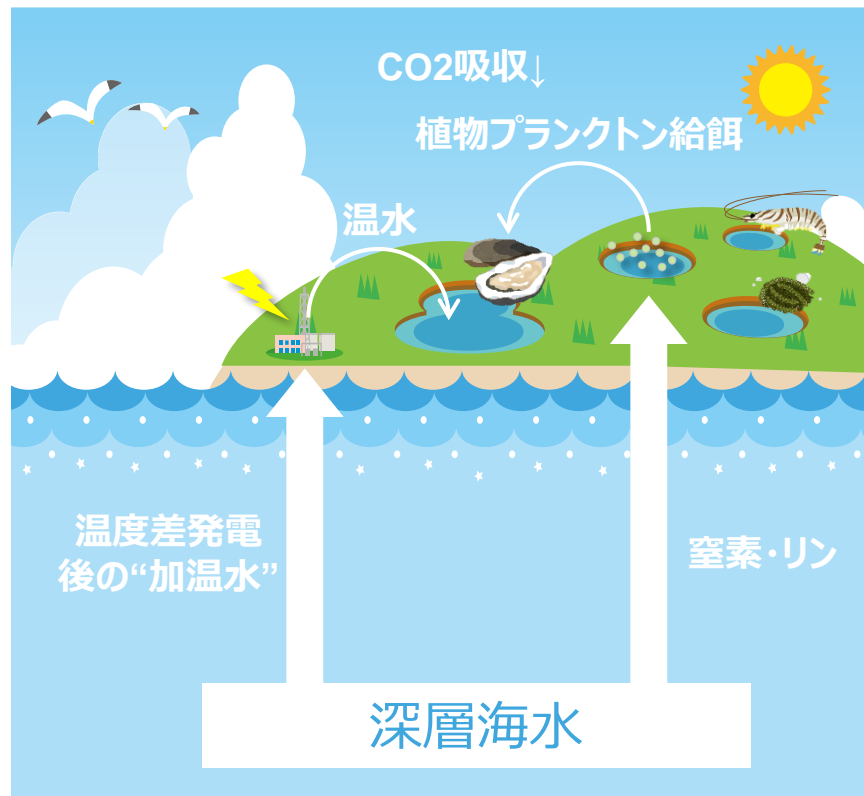 CO2吸収↓
植物プランクトン給餌
温水
温度差発電
後の“加温水”
窒素・リン
深層海水